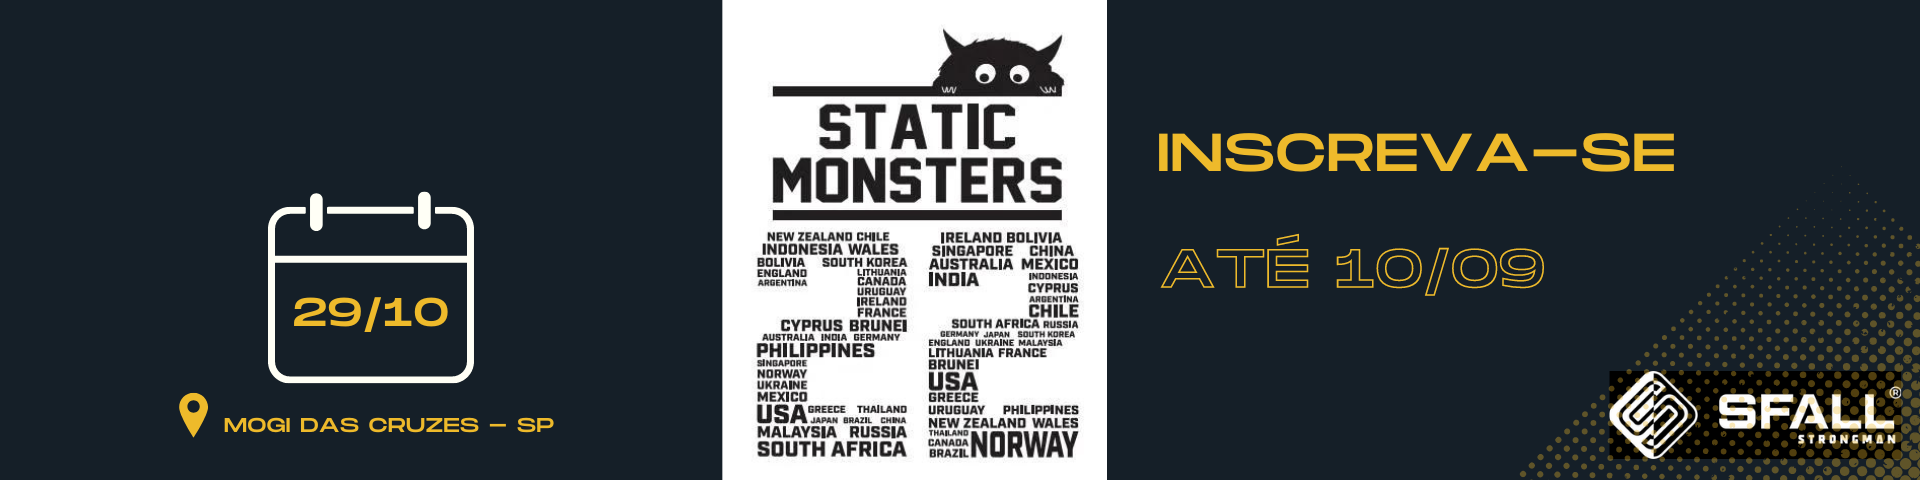 29/10
MOGI DAS CRUZES – SP
STATIC
MONSTERS
NEW ZEALAND CHILE
INDONESIA WALES
BOLIVIA SOUTH KOREA
ENGLAND LITHUANIA
ARGENTINA CANADA
URUGUAY
IRELAND
FRANCE
CYPRUS BRUNEI
AUSTRALIA INDIA GERMANY
PHILIPPINES
SINGAPORE
NORWAY
UKRAINE
MEXICO
USA GREECE THAILAND
JAPAN BRAZIL CHINA
MALAYSIA RUSSIA
SOUTH AFRICA
IRELAND BOLIVIA
SINGAPORE CHINA
AUSTRALIA MEXICO
INDIA INDONESIA
CYPRUS
ARGENTINA
CHILE
SOUTH AFRICA RUSSIA
GERMANY JAPAN SOUTH KOREA
ENGLAND UKRAINE MALAYSIA
LITHUANIA FRANCE
BRUNEI
USA
GREECE
URUGUAY PHILIPPINES
NEW ZEALAND WALES
THAILAND
CANADA
BRAZIL NORWAY
INSCREVA-SE
ATÉ 10/09
SFALL®
STRONGMAN